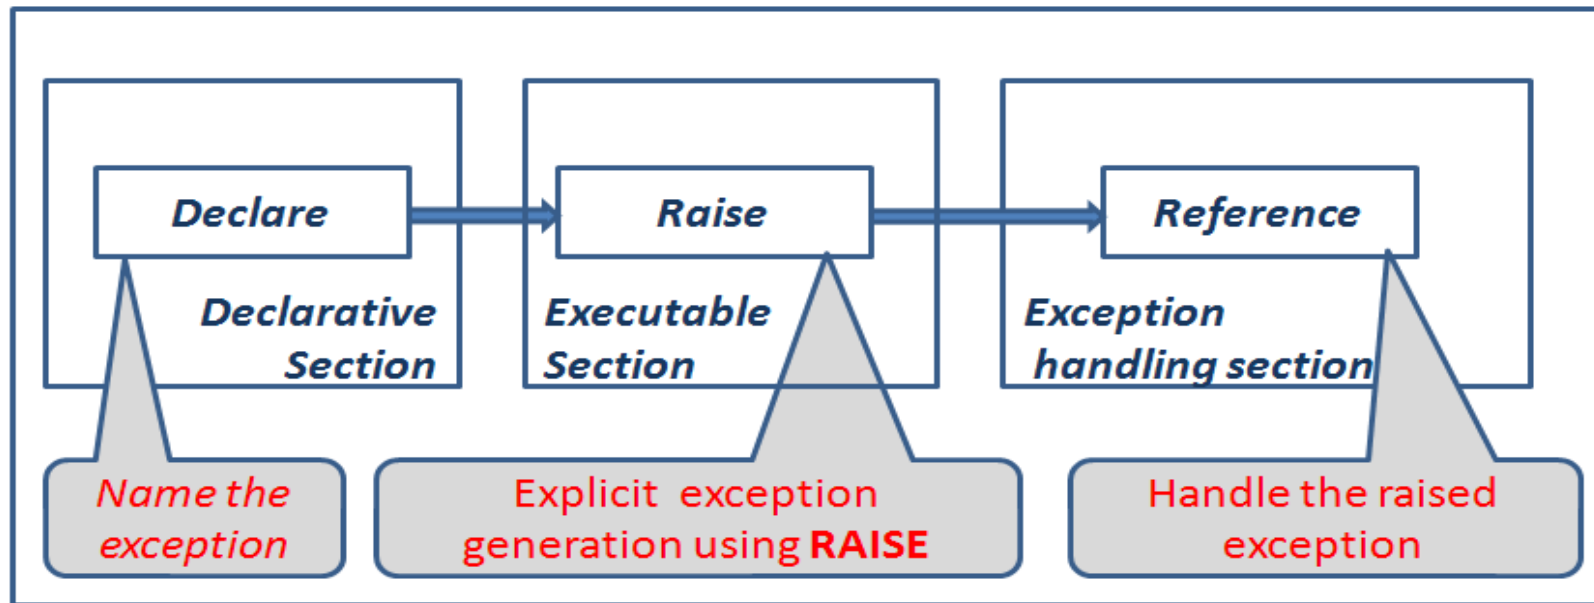 Declare
Raise
Reference
Declarative
Section
Executable
Section
Exception
handling section
Name the
exception
Explicit exception
generation using RAISE
Handle the raised
exception